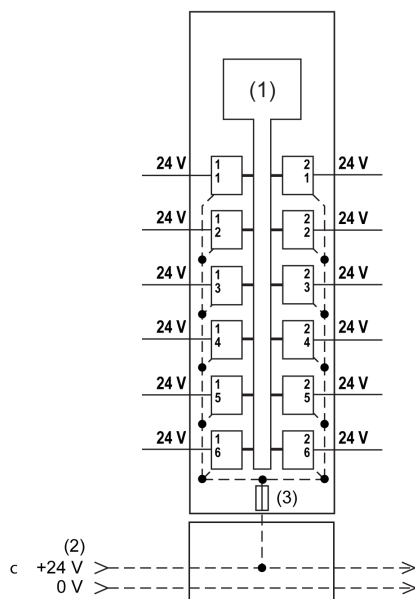 (1)
24 V 1 1 2 1 24 V
24 V 1 2 2 2 24 V
24 V 1 3 2 3 24 V
24 V 1 4 2 4 24 V
24 V 1 5 2 5 24 V
24 V 1 6 2 6 24 V
(3)
(2)
c +24 V
0 V